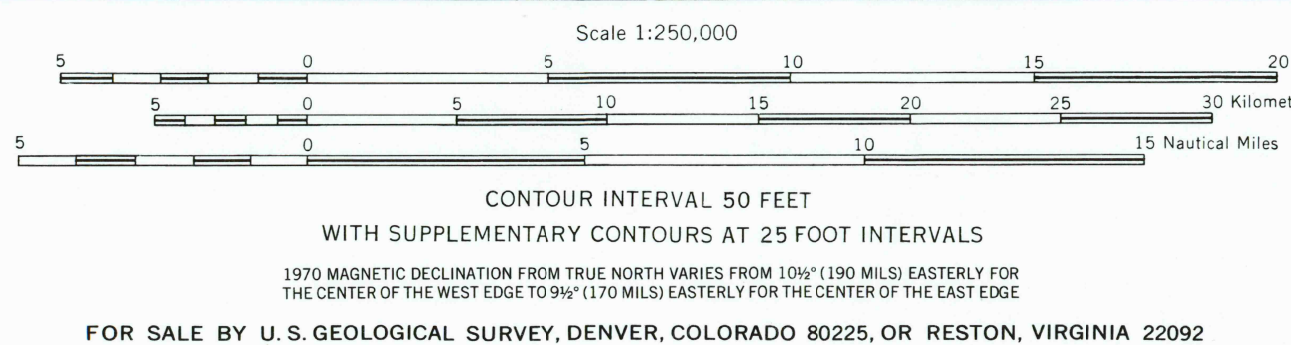 Scale 1:250,000
5 0 5 10 15 20
5 0 5 10 15 20 25 30 Kilomet
5 0 5 10 15 Nautical Miles
CONTOUR INTERVAL 50 FEET
WITH SUPPLEMENTARY CONTOURS AT 25 FOOT INTERVALS
1970 MAGNETIC DECLINATION FROM TRUE NORTH VARIES FROM 10½° (190 MILS) EASTERLY FOR
THE CENTER OF THE WEST EDGE TO 9½° (170 MILS) EASTERLY FOR THE CENTER OF THE EAST EDGE
FOR SALE BY U. S. GEOLOGICAL SURVEY, DENVER, COLORADO 80225, OR RESTON, VIRGINIA 22092